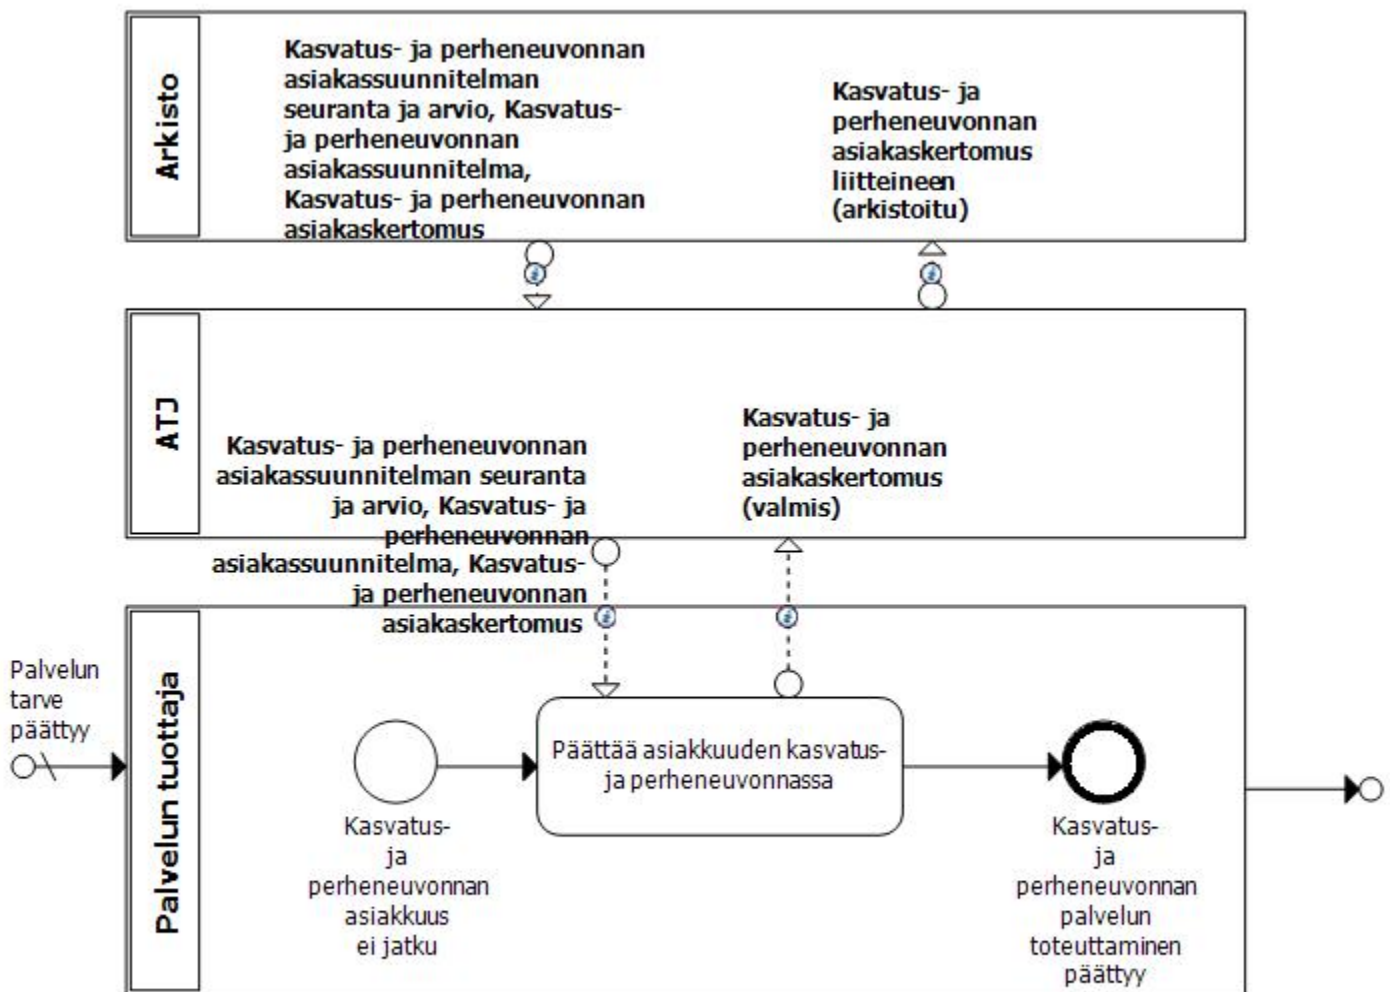 Arkisto
Kasvatus- ja perheneuvonnan
asiakassuunnitelman
seuranta ja arvio, Kasvatus-
ja perheneuvonnan
asiakassuunnitelma,
Kasvatus- ja perheneuvonnan
asiakaskertomus
Kasvatus- ja
perheneuvonnan
asiakaskertomus
liitteineen
(arkistoitu)
ATJ
Kasvatus- ja perheneuvonnan
asiakassuunnitelman seuranta
ja arvio, Kasvatus- ja
perheneuvonnan
asiakassuunnitelma, Kasvatus-
ja perheneuvonnan
asiakaskertomus
Kasvatus- ja
perheneuvonnan
asiakaskertomus
(valmis)
Palvelun
tarve
päättyy
Palvelun tuottaja
Kasvatus-
ja
perheneuvonnan
asiakkuus
ei jatku
Päättää asiakkuuden kasvatus-
ja perheneuvonnassa
Kasvatus-
ja
perheneuvonnan
palvelun
toteuttaminen
päättyy